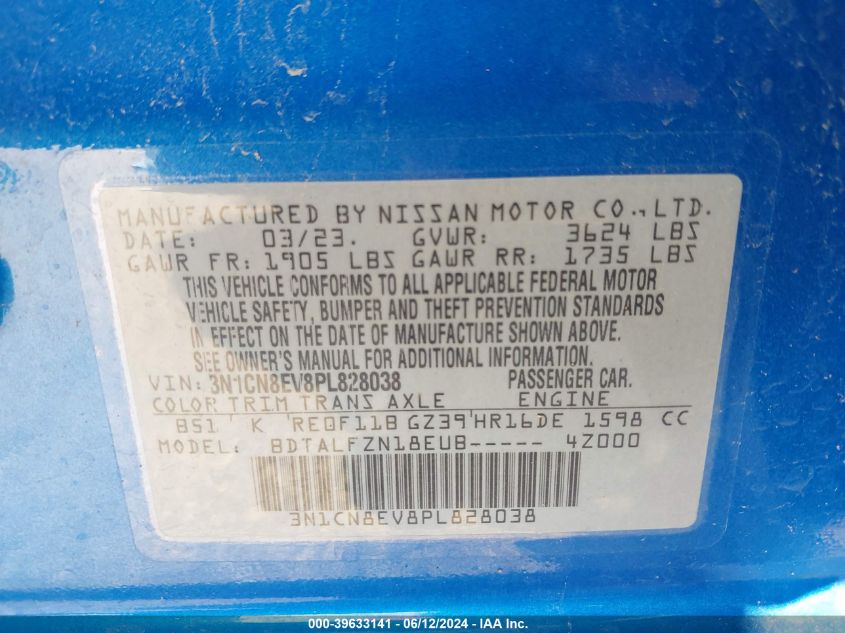 MANUFACTURED BY NISSAN MOTOR CO., LTD.
DATE: 03/23. GVWR: 3624 LBS
GAWR FR: 1905 LBS GAWR RR: 1735 LBS
THIS VEHICLE CONFORMS TO ALL APPLICABLE FEDERAL MOTOR
VEHICLE SAFETY, BUMPER AND THEFT PREVENTION STANDARDS
IN EFFECT ON THE DATE OF MANUFACTURE SHOWN ABOVE.
SEE OWNER'S MANUAL FOR ADDITIONAL INFORMATION.
VIN: 3N1CN8EV8PL828038 PASSENGER CAR.
COLOR TRIM TRANS AXLE ENGINE
B51 K RE0F11B GZ39 HR16DE 1598 CC
MODEL: BDTALFZN18EUB----- 4Z000
3N1CN8EV8PL828038
000-39633141 - 06/12/2024 - IAA Inc.